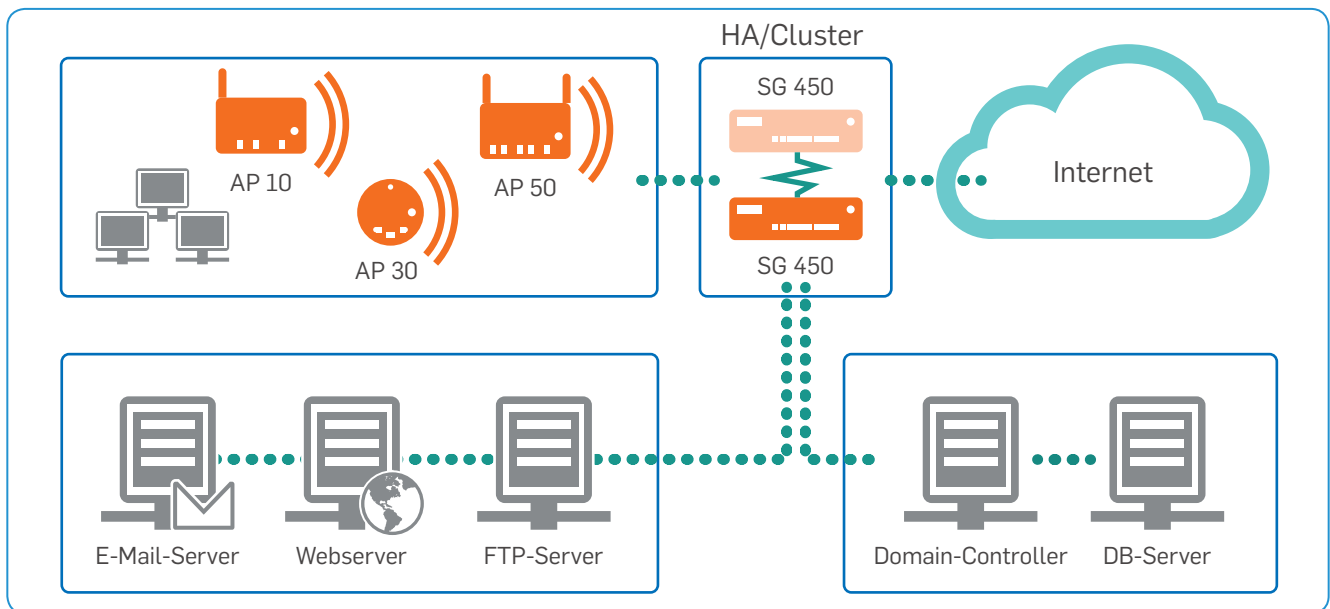 HA/Cluster
SG 450
AP 10
AP 50
AP 30
SG 450
Internet
E-Mail-Server
Webserver
FTP-Server
Domain-Controller
DB-Server